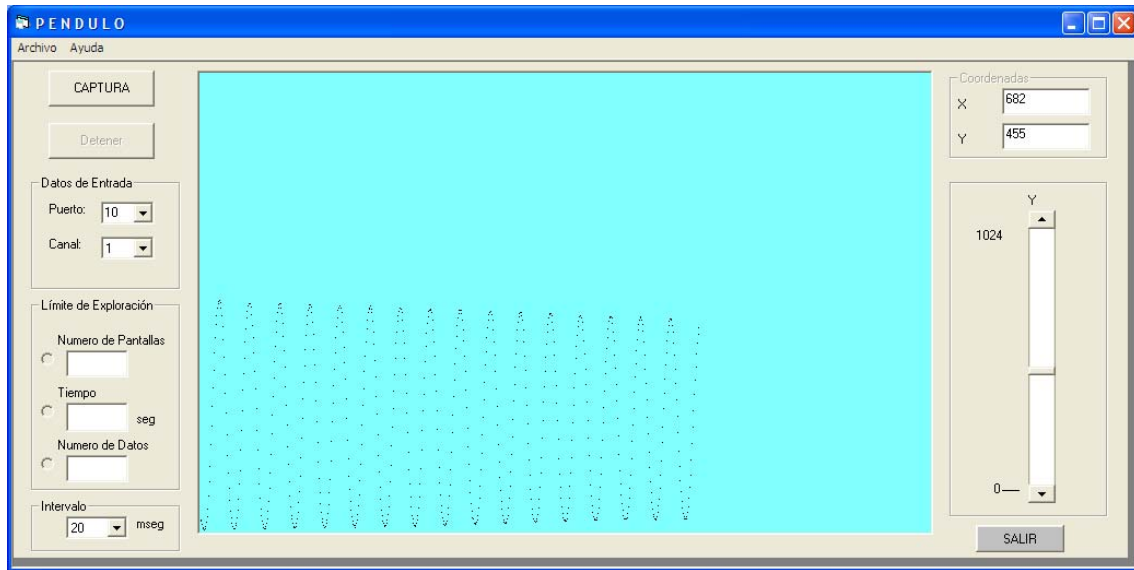 PENDULO
Archivo Ayuda
CAPTURA
Detener
Datos de Entrada
Puerto: 10
Canal: 1
Límite de Exploración
Numero de Pantallas
Tiempo
seg
Numero de Datos
Intervalo
20 mseg
Coordenadas
X 682
Y 455
Y
1024
0
SALIR